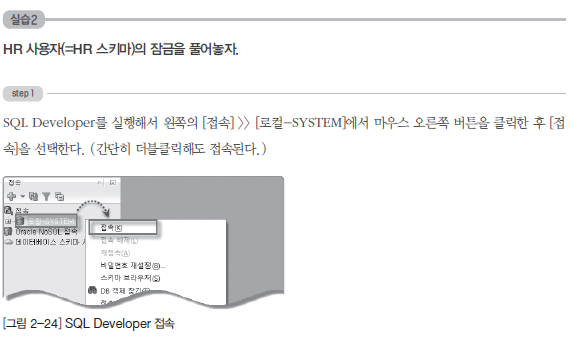 실습2
HR 사용자(=HR 스키마)의 잠금을 풀어놓자.
step 1
SQL Developer를 실행해서 왼쪽의 [접속] 〉〉 [로컬-SYSTEM]에서 마우스 오른쪽 버튼을 클릭한 후 [접
속]을 선택한다. (간단히 더블클릭해도 접속된다.)
접속
접속
로컬-SYSTEM
Oracle NoSQL 접속
데이터베이스 스키마
접속(K)
접속 해제(L)
재접속(A)
비밀번호 재설정(B)...
스키마 브라우저(S)
DB 객체 찾기(F)
[그림 2-24] SQL Developer 접속